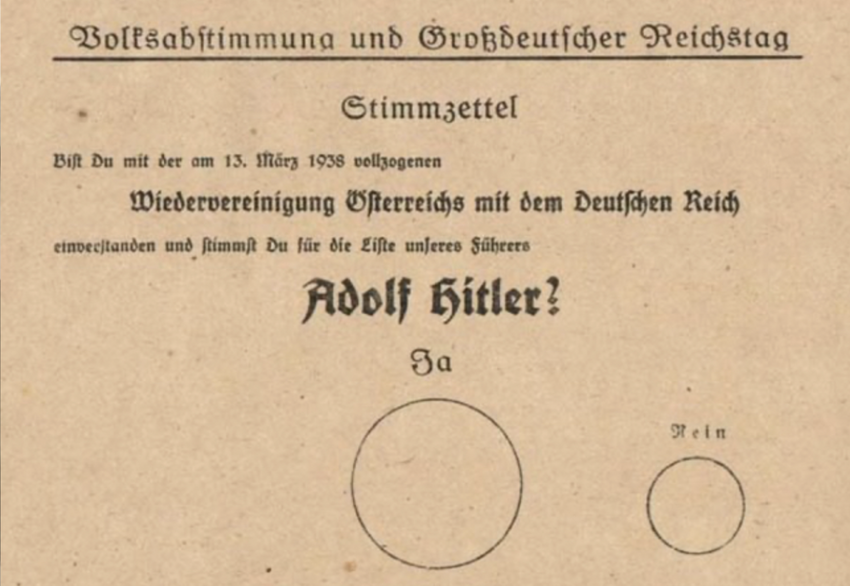 Volksabstimmung und Großdeutscher Reichstag
Stimmzettel
Bist Du mit der am 13. März 1938 vollzogenen
Wiedervereinigung Österreichs mit dem Deutschen Reich
einverstanden und stimmst Du für die Liste unseres Führers
Adolf Hitler?
Ja
Nein